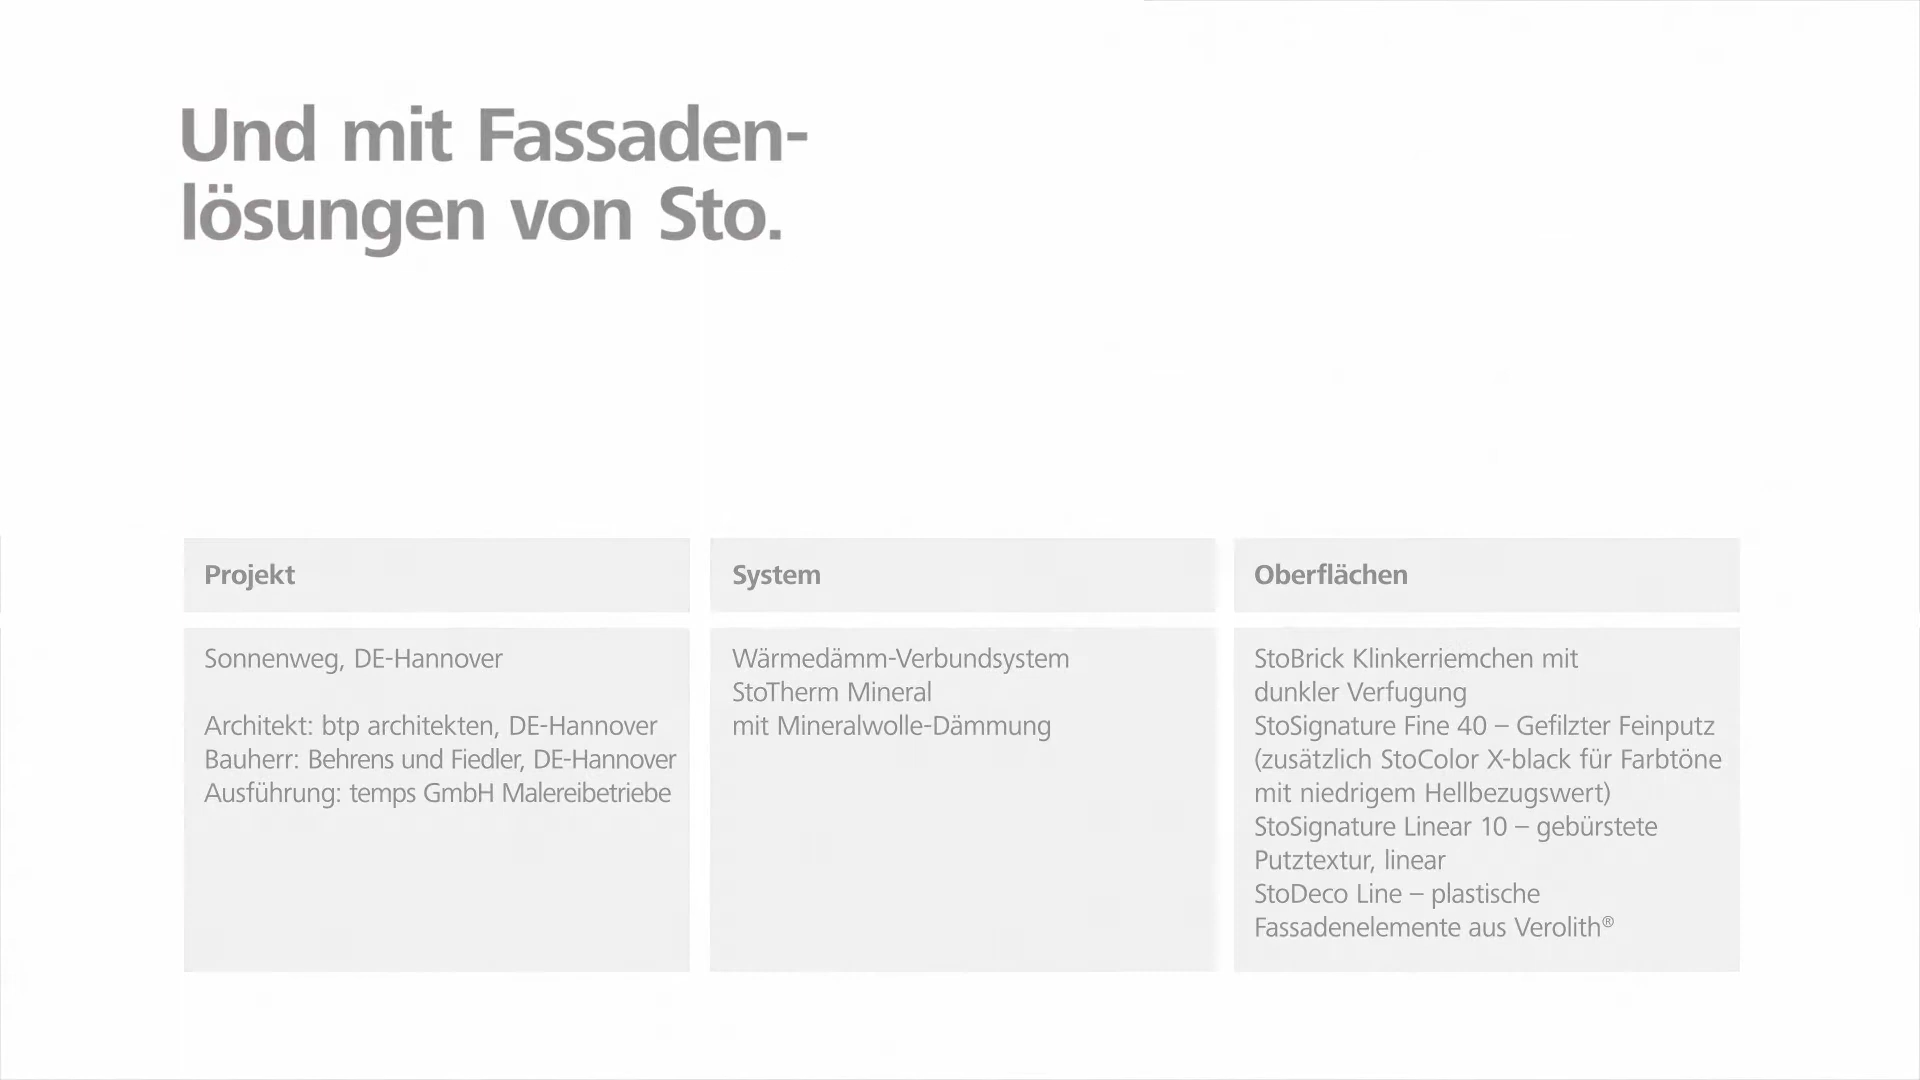 Und mit Fassaden-
lösungen von Sto.
Projekt
Sonnenweg, DE-Hannover
Architekt: btp architekten, DE-Hannover
Bauherr: Behrens und Fiedler, DE-Hannover
Ausführung: temps GmbH Malereibetriebe
System
Wärmedämm-Verbundsystem
StoTherm Mineral
mit Mineralwolle-Dämmung
Oberflächen
StoBrick Klinkerriemchen mit
dunkler Verfugung
StoSignature Fine 40 – Gefilzter Feinputz
(zusätzlich StoColor X-black für Farbtöne
mit niedrigem Hellbezugswert)
StoSignature Linear 10 – gebürstete
Putztextur, linear
StoDeco Line – plastische
Fassadenelemente aus Verolith®